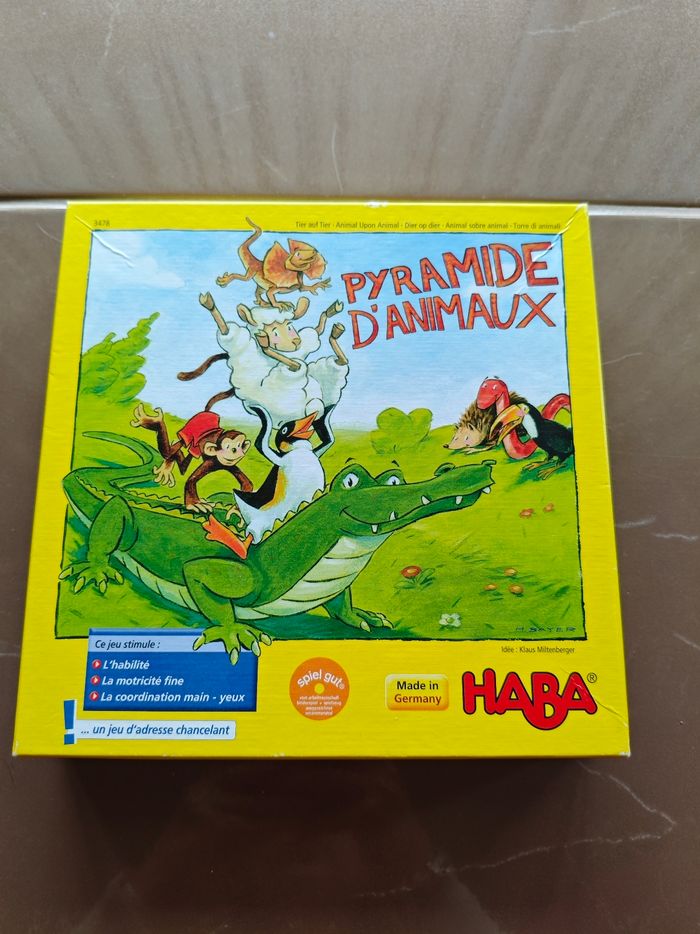 3478
Tier auf Tier · Animal Upon Animal · Dier op dier · Animal sobre animal · Torre di animali
PYRAMIDE
D'ANIMAUX
M. BAYER
Idée : Klaus Miltenberger
Ce jeu stimule :
L'habilité
La motricité fine
La coordination main - yeux
! ... un jeu d'adresse chancelant
spiel gut®
Made in
Germany
HABA®